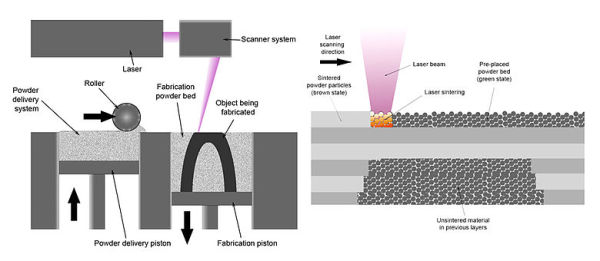 Laser
Scanner system
Powder
delivery
system
Roller
Fabrication
powder bed
Object being
fabricated
Powder delivery piston
Fabrication piston
Laser
scanning
direction
Laser beam
Sintered
powder particles
(brown state)
Laser sintering
Pre-placed
powder bed
(green state)
Unsintered material
in previous layers